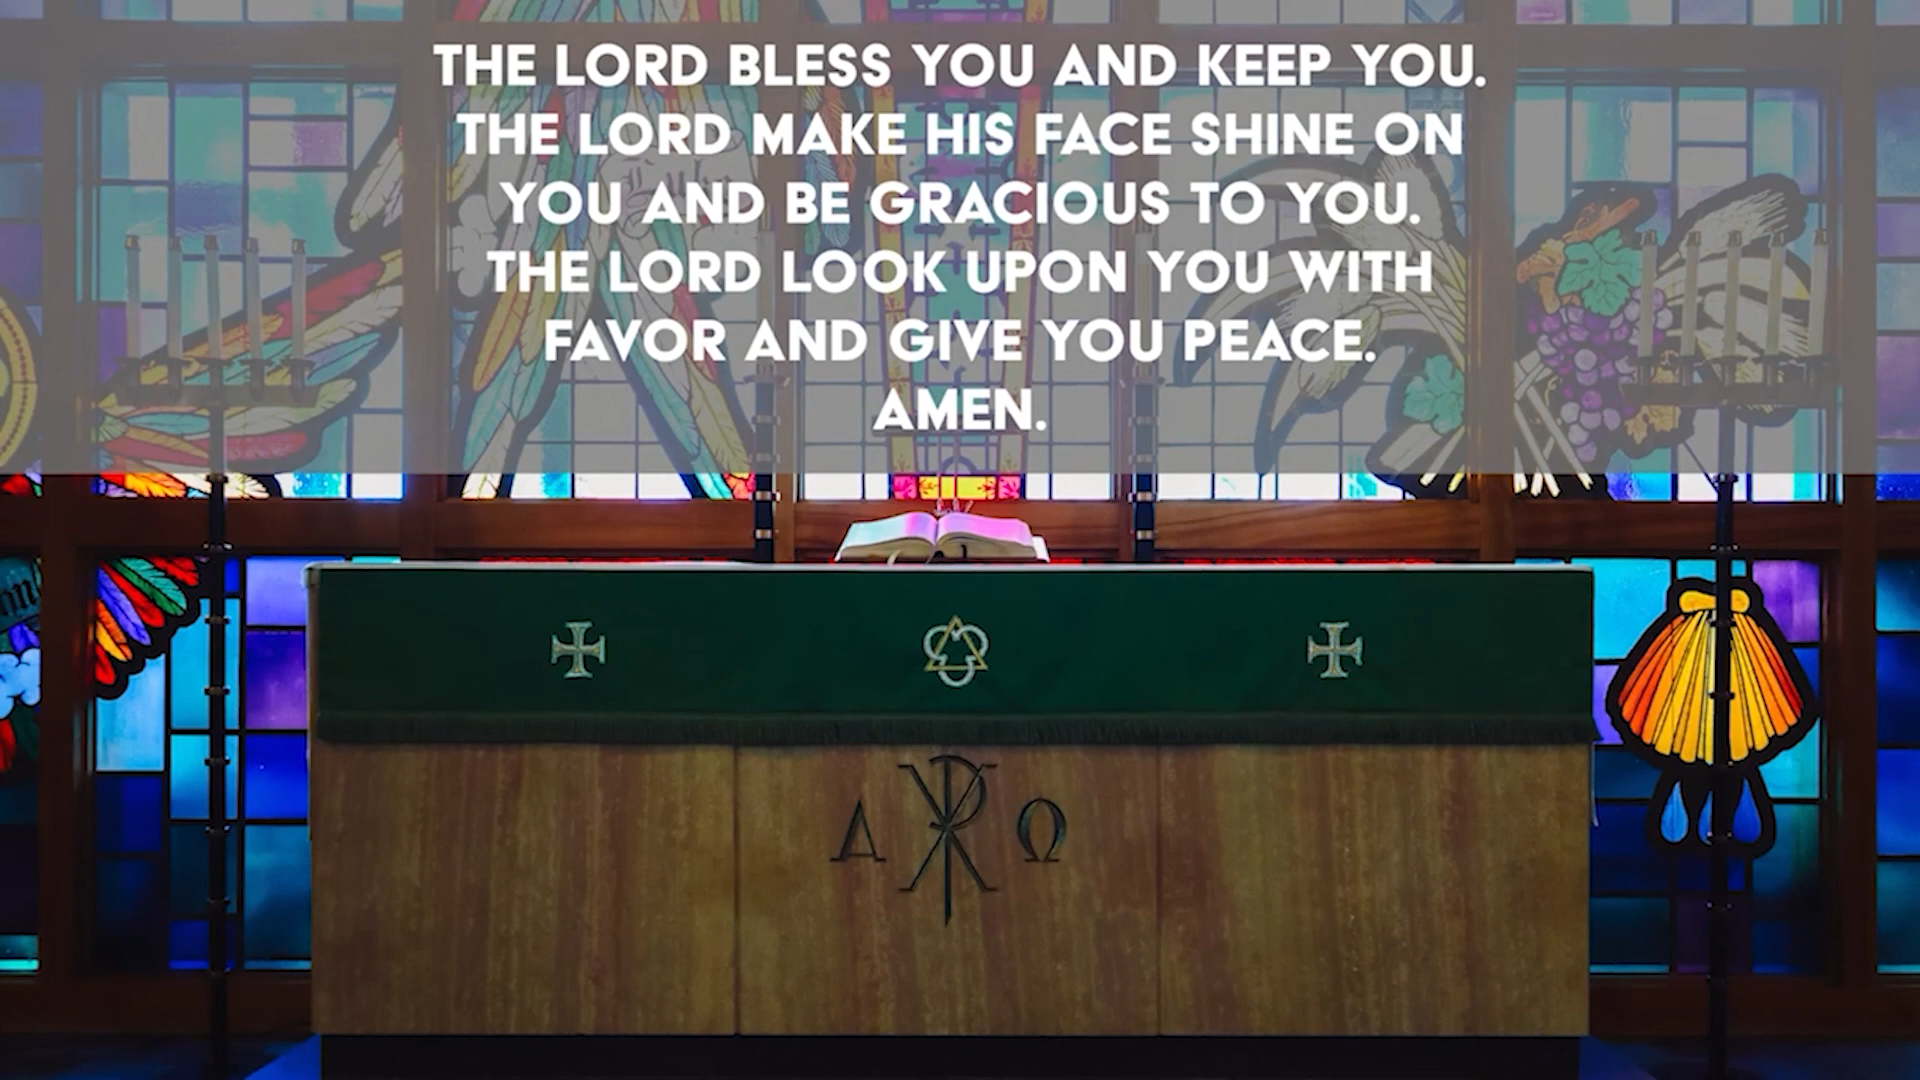 THE LORD BLESS YOU AND KEEP YOU.
THE LORD MAKE HIS FACE SHINE ON
YOU AND BE GRACIOUS TO YOU.
THE LORD LOOK UPON YOU WITH
FAVOR AND GIVE YOU PEACE.
AMEN.
Α ☧ Ω